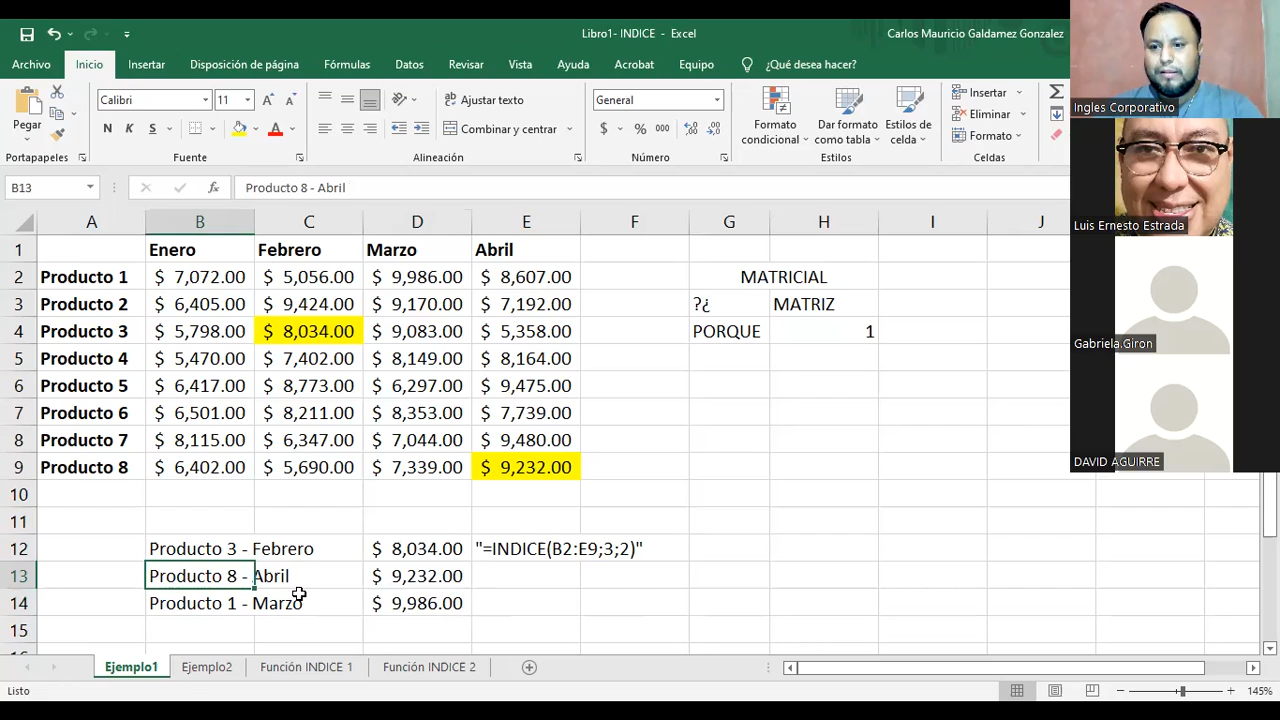 Libro1- INDICE - Excel
Carlos Mauricio Galdamez Gonzalez
Archivo Inicio Insertar Disposición de página Fórmulas Datos Revisar Vista Ayuda Acrobat Equipo ¿Qué desea hacer?
Pegar
Calibri 11
N K S
Ajustar texto
Combinar y centrar
General
$ % 000
Formato condicional
Dar formato como tabla
Estilos de celda
Insertar
Eliminar
Formato
Portapapeles Fuente Alineación Número Estilos Celdas
B13 fx Producto 8 - Abril
A B C D E F G H I J
1 Enero Febrero Marzo Abril
2 Producto 1 $ 7,072.00 $ 5,056.00 $ 9,986.00 $ 8,607.00 MATRICIAL
3 Producto 2 $ 6,405.00 $ 9,424.00 $ 9,170.00 $ 7,192.00 ?¿ MATRIZ
4 Producto 3 $ 5,798.00 $ 8,034.00 $ 9,083.00 $ 5,358.00 PORQUE 1
5 Producto 4 $ 5,470.00 $ 7,402.00 $ 8,149.00 $ 8,164.00
6 Producto 5 $ 6,417.00 $ 8,773.00 $ 6,297.00 $ 9,475.00
7 Producto 6 $ 6,501.00 $ 8,211.00 $ 8,353.00 $ 7,739.00
8 Producto 7 $ 8,115.00 $ 6,347.00 $ 7,044.00 $ 9,480.00
9 Producto 8 $ 6,402.00 $ 5,690.00 $ 7,339.00 $ 9,232.00
10
11
12 Producto 3 - Febrero $ 8,034.00 "=INDICE(B2:E9;3;2)"
13 Producto 8 - Abril $ 9,232.00
14 Producto 1 - Marzo $ 9,986.00
15
Ejemplo1 Ejemplo2 Función INDICE 1 Función INDICE 2
Listo
145%
Ingles Corporativo
Luis Ernesto Estrada
Gabriela.Giron
DAVID AGUIRRE